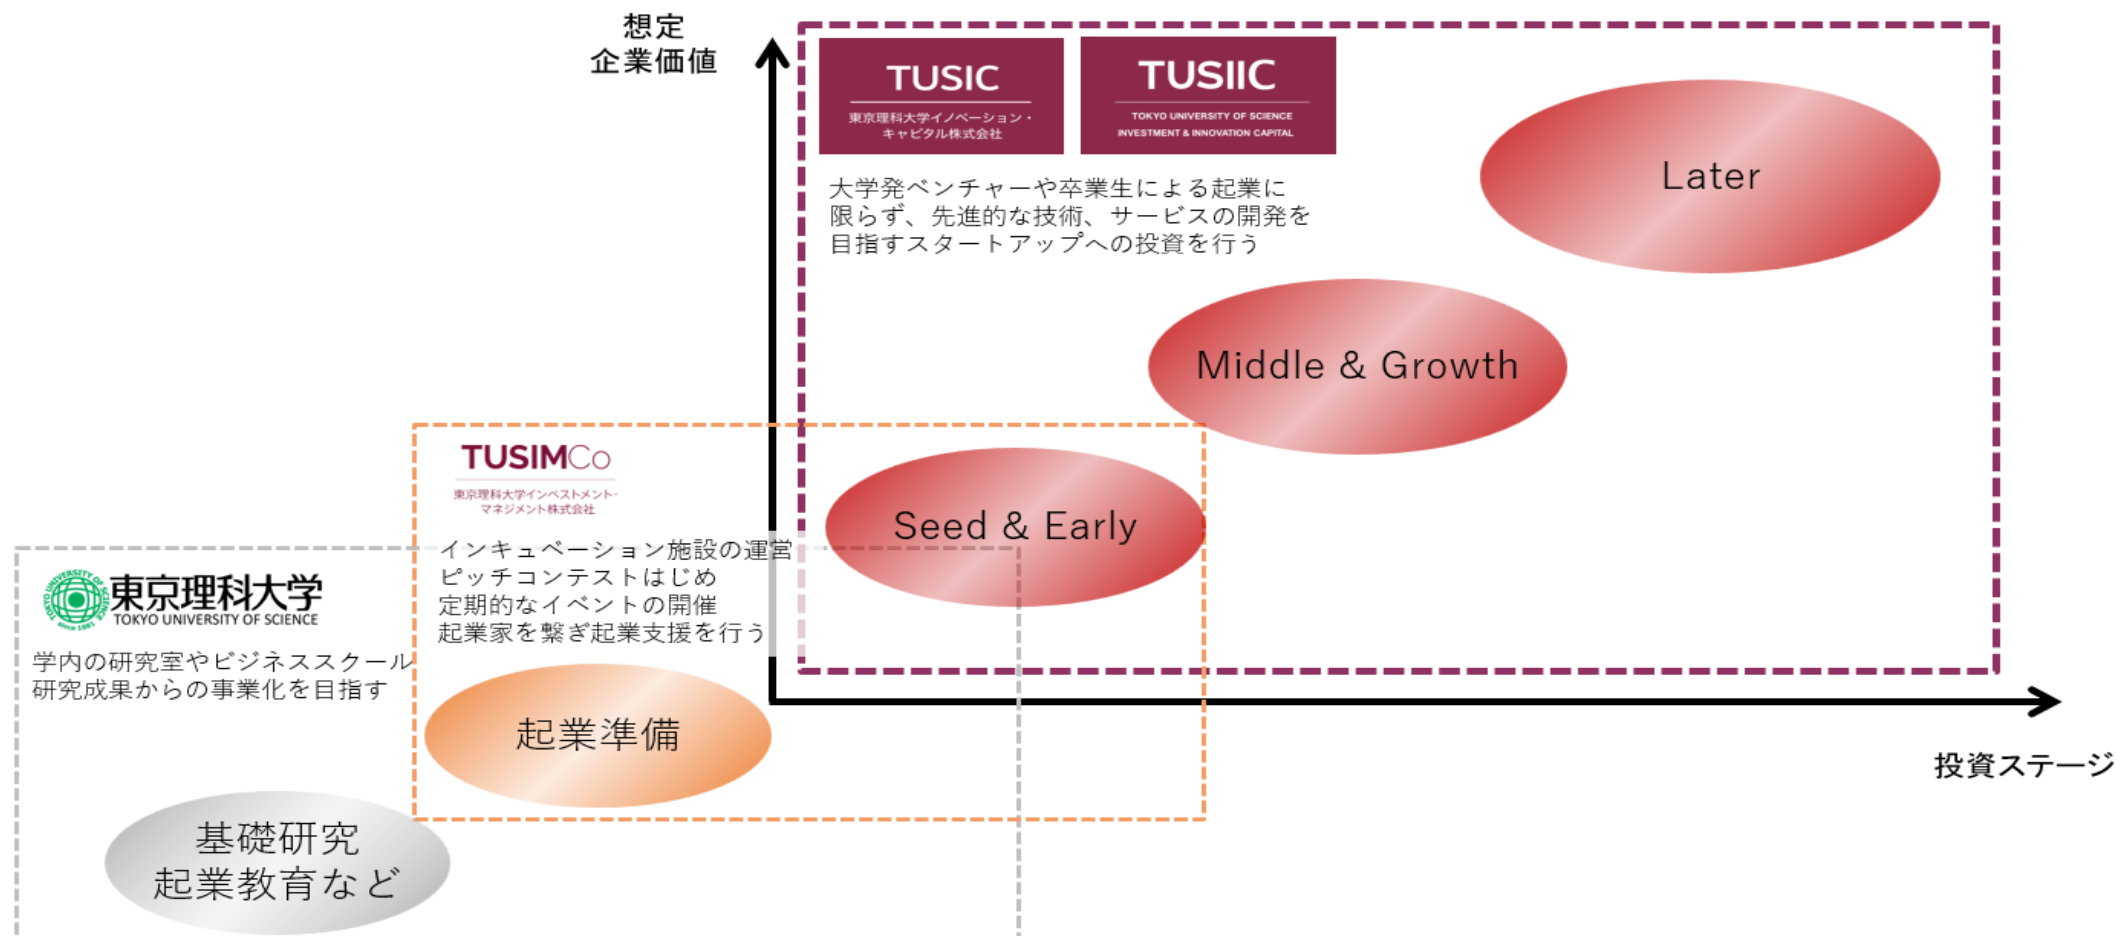 想定
企業価値
TUSIC
東京理科大学イノベーション・
キャピタル株式会社
TUSIIC
TOKYO UNIVERSITY OF SCIENCE
INVESTMENT & INNOVATION CAPITAL
大学発ベンチャーや卒業生による起業に
限らず、先進的な技術、サービスの開発を
目指すスタートアップへの投資を行う
Later
Middle & Growth
Seed & Early
TUSIMCo
東京理科大学インベストメント・
マネジメント株式会社
インキュベーション施設の運営
ピッチコンテストはじめ
定期的なイベントの開催
起業家を繋ぎ起業支援を行う
起業準備
TOKYO UNIVERSITY OF SCIENCE
since 1881
東京理科大学
TOKYO UNIVERSITY OF SCIENCE
学内の研究室やビジネススクール
研究成果からの事業化を目指す
基礎研究
起業教育など
投資ステージ